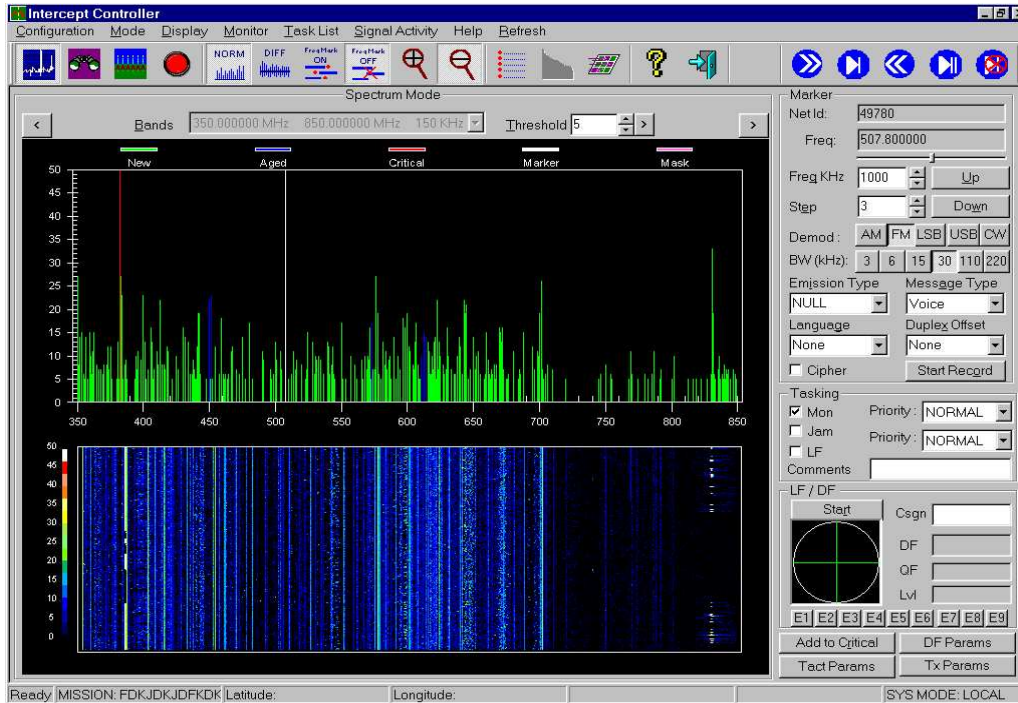 Intercept Controller
Configuration Mode Display Monitor Task List Signal Activity Help Refresh
NORM DIFF FreqMark ON FreqMark OFF
Spectrum Mode
< Bands 350.000000 MHz 850.000000 MHz 150 KHz Threshold 5 > >
New Aged Critical Marker Mask
50
45
40
35
30
25
20
15
10
5
0
350 400 450 500 550 600 650 700 750 800 850
50
45
40
35
30
25
20
15
10
5
0
Marker
Net Id: 49780
Freq: 507.800000
Freq KHz 1000 Up
Step 3 Down
Demod : AM FM LSB USB CW
BW (kHz): 3 6 15 30 110 220
Emission Type Message Type
NULL Voice
Language Duplex Offset
None None
Cipher Start Record
Tasking
Mon Priority : NORMAL
Jam Priority : NORMAL
LF
Comments
LF / DF
Start Csgn
DF
QF
Lvl
E1 E2 E3 E4 E5 E6 E7 E8 E9
Add to Critical DF Params
Tact Params Tx Params
Ready MISSION: FDKJDKJDFKDK Latitude: Longitude: SYS MODE: LOCAL